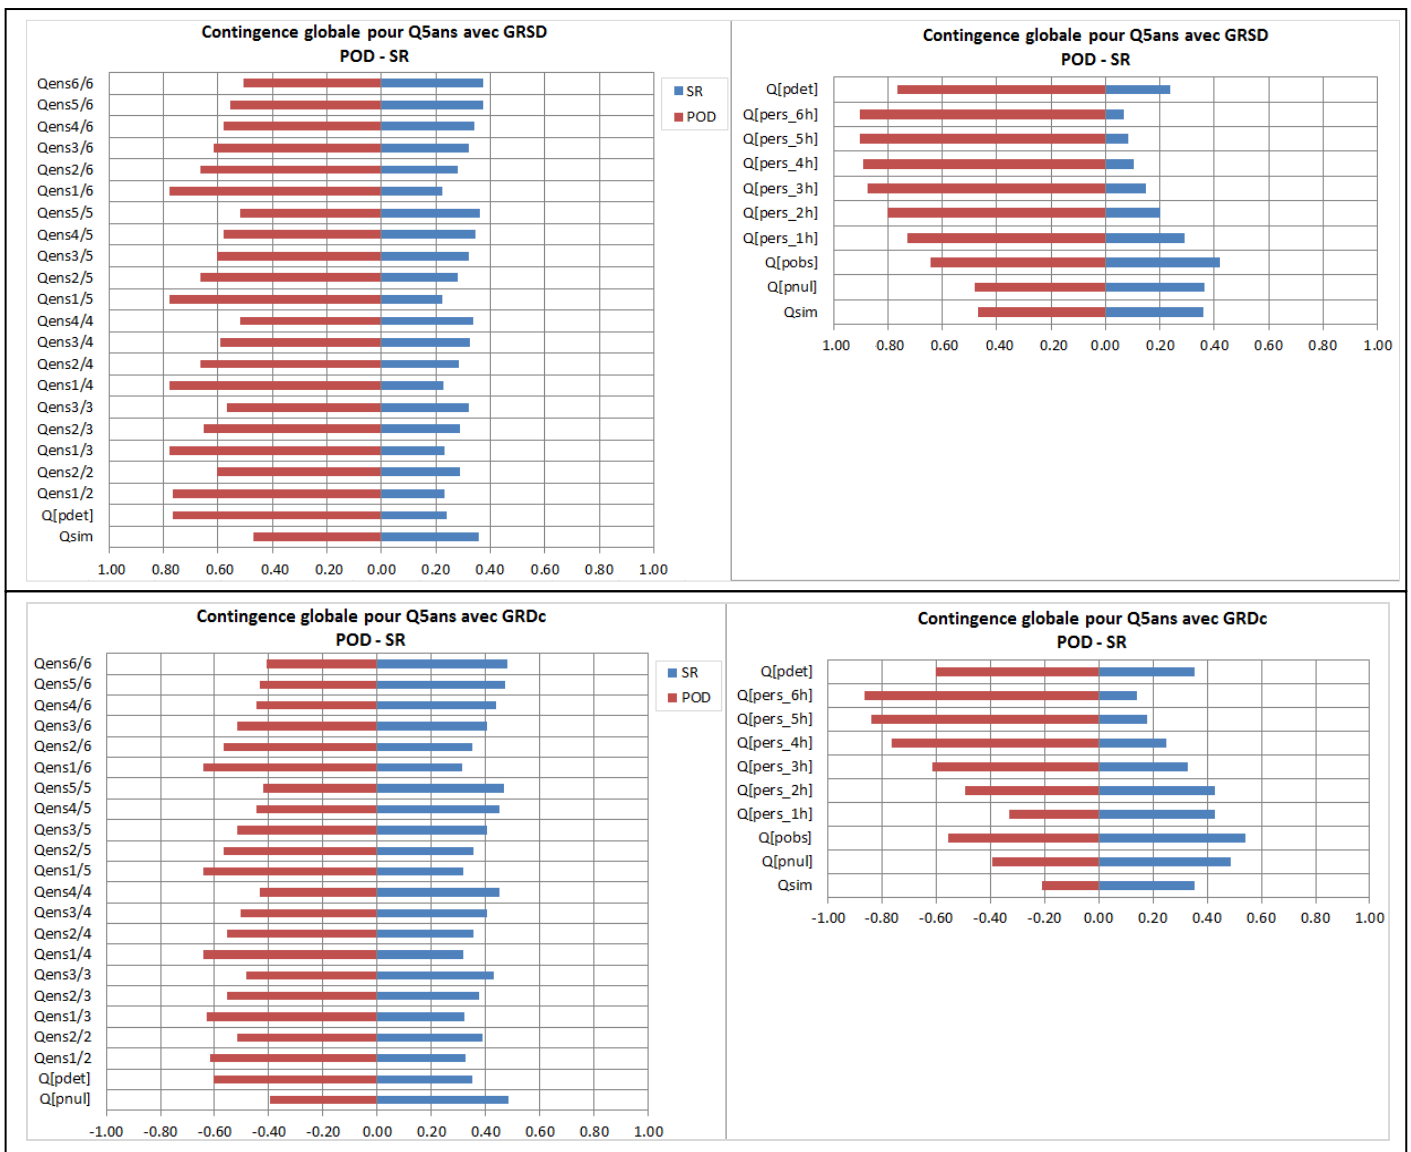 Contingence globale pour Q5ans avec GRSD
POD - SR
Qens6/6
Qens5/6
Qens4/6
Qens3/6
Qens2/6
Qens1/6
Qens5/5
Qens4/5
Qens3/5
Qens2/5
Qens1/5
Qens4/4
Qens3/4
Qens2/4
Qens1/4
Qens3/3
Qens2/3
Qens1/3
Qens2/2
Qens1/2
Q[pdet]
Qsim
1.00 0.80 0.60 0.40 0.20 0.00 0.20 0.40 0.60 0.80 1.00
SR
POD
Contingence globale pour Q5ans avec GRSD
POD - SR
Q[pdet]
Q[pers_6h]
Q[pers_5h]
Q[pers_4h]
Q[pers_3h]
Q[pers_2h]
Q[pers_1h]
Q[pobs]
Q[pnul]
Qsim
1.00 0.80 0.60 0.40 0.20 0.00 0.20 0.40 0.60 0.80 1.00
Contingence globale pour Q5ans avec GRDc
POD - SR
Qens6/6
Qens5/6
Qens4/6
Qens3/6
Qens2/6
Qens1/6
Qens5/5
Qens4/5
Qens3/5
Qens2/5
Qens1/5
Qens4/4
Qens3/4
Qens2/4
Qens1/4
Qens3/3
Qens2/3
Qens1/3
Qens2/2
Qens1/2
Q[pdet]
Q[pnul]
-1.00 -0.80 -0.60 -0.40 -0.20 0.00 0.20 0.40 0.60 0.80 1.00
SR
POD
Contingence globale pour Q5ans avec GRDc
POD - SR
Q[pdet]
Q[pers_6h]
Q[pers_5h]
Q[pers_4h]
Q[pers_3h]
Q[pers_2h]
Q[pers_1h]
Q[pobs]
Q[pnul]
Qsim
-1.00 -0.80 -0.60 -0.40 -0.20 0.00 0.20 0.40 0.60 0.80 1.00